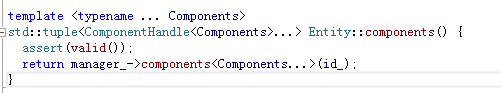 template <typename ... Components>
std::tuple<ComponentHandle<Components>...> Entity::components() {
  assert(valid());
  return manager_->components<Components...>(id_);
}